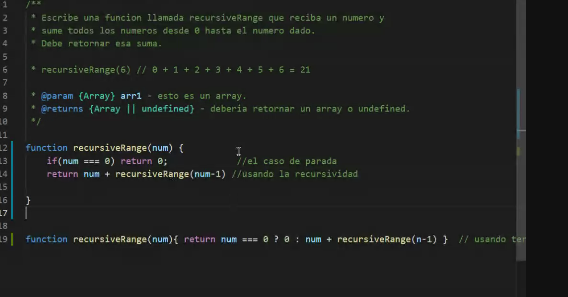 1 /**
2 * Escribe una funcion llamada recursiveRange que reciba un numero y
3 * sume todos los numeros desde 0 hasta el numero dado.
4 * Debe retornar esa suma.
5
6 * recursiveRange(6) // 0 + 1 + 2 + 3 + 4 + 5 + 6 = 21
7
8 * @param {Array} arr1 - esto es un array.
9 * @returns {Array || undefined} - deberia retornar un array o undefined.
10 */
11
12 function recursiveRange(num) {
13 if(num === 0) return 0; //el caso de parada
14 return num + recursiveRange(num-1) //usando la recursividad
15
16 }
17
18
19 function recursiveRange(num){ return num === 0 ? 0 : num + recursiveRange(n-1) } // usando ter